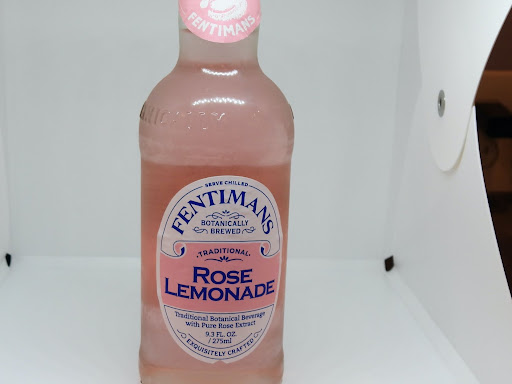 FENTIMANS
SERVE CHILLED
FENTIMANS
BOTANICALLY
BREWED
·TRADITIONAL·
ROSE
LEMONADE
Traditional Botanical Beverage
with Pure Rose Extract
9.3 FL. OZ.
/ 275ml
EXQUISITELY CRAFTED